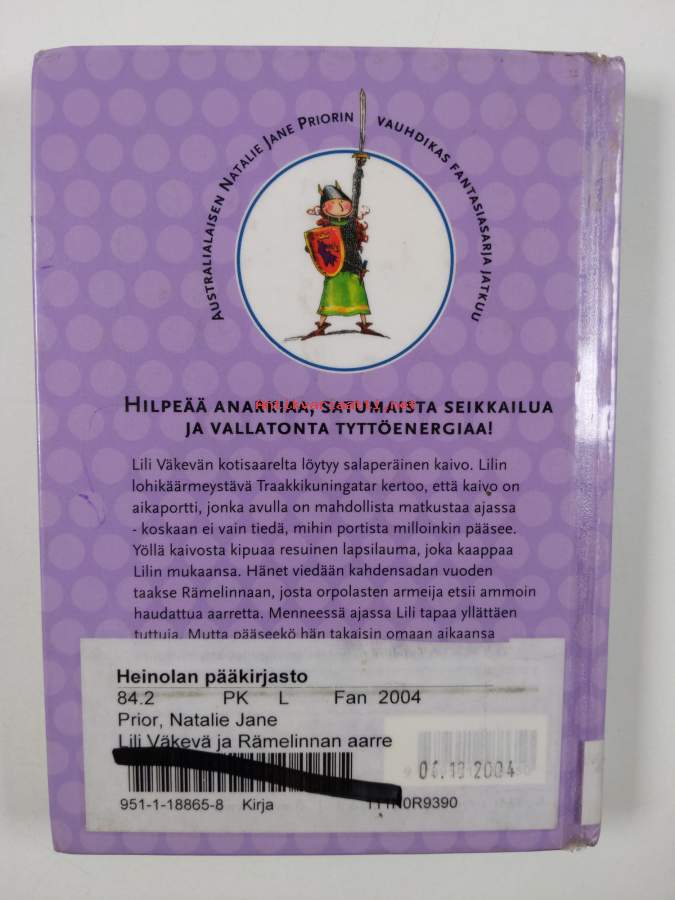 AUSTRALIALAISEN NATALIE JANE PRIORIN VAUHDIKAS FANTASIASARJA JATKUU
HILPEÄÄ ANARKIAA, SATUMAISTA SEIKKAILUA
JA VALLATONTA TYTTÖENERGIAA!
Lili Väkevän kotisaarelta löytyy salaperäinen kaivo. Lilin
lohikäärmeystävä Traakkikuningatar kertoo, että kaivo on
aikaportti, jonka avulla on mahdollista matkustaa ajassa
- koskaan ei vain tiedä, mihin portista milloinkin pääsee.
Yöllä kaivosta kipuaa resuinen lapsilauma, joka kaappaa
Lilin mukaansa. Hänet viedään kahdensadan vuoden
taakse Rämelinnaan, josta orpolasten armeija etsii ammoin
haudattua aarretta. Menneessä ajassa Lili tapaa yllättäen
tuttuja. Mutta pääseekö hän takaisin omaan aikaansa
Heinolan pääkirjasto
84.2 PK L Fan 2004
Prior, Natalie Jane
Lili Väkevä ja Rämelinnan aarre
04.10.2004
951-1-18865-8 Kirja 0R9390